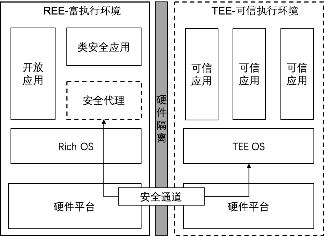 REE-富执行环境
TEE-可信执行环境
开放
应用
类安全应用
安全代理
硬件隔离
可信
应用
可信
应用
可信
应用
Rich OS
TEE OS
硬件平台
安全通道
硬件平台